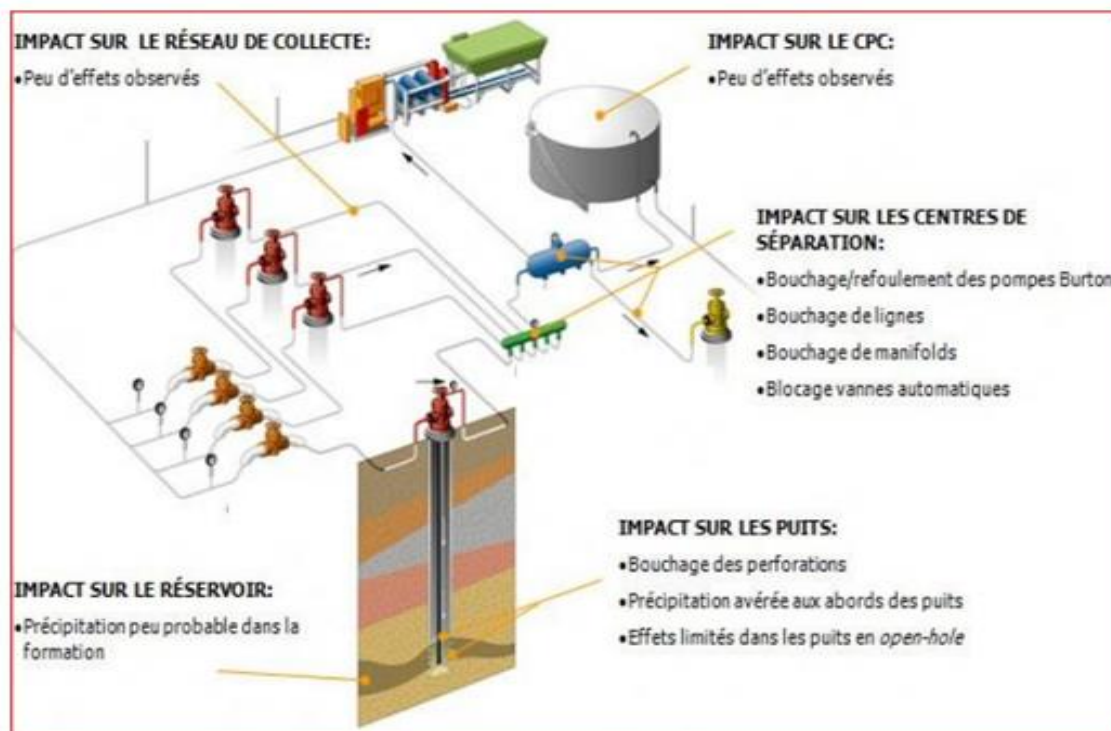 IMPACT SUR LE RÉSEAU DE COLLECTE:
•Peu d'effets observés
IMPACT SUR LE CPC:
•Peu d'effets observés
IMPACT SUR LES CENTRES DE
SÉPARATION:
•Bouchage/refoulement des pompes Burton
•Bouchage de lignes
•Bouchage de manifolds
•Blocage vannes automatiques
IMPACT SUR LES PUITS:
•Bouchage des perforations
•Précipitation avérée aux abords des puits
•Effets limités dans les puits en open-hole
IMPACT SUR LE RÉSERVOIR:
•Précipitation peu probable dans la
formation